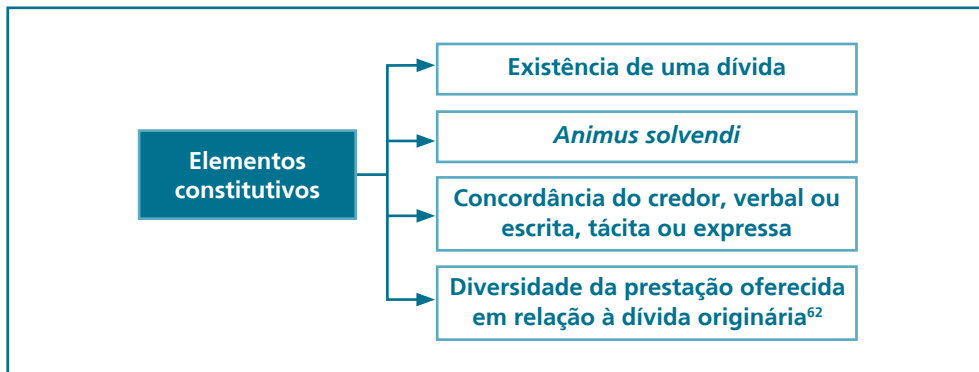 Elementos
constitutivos
Existência de uma dívida
Animus solvendi
Concordância do credor, verbal ou
escrita, tácita ou expressa
Diversidade da prestação oferecida
em relação à dívida originária⁶²